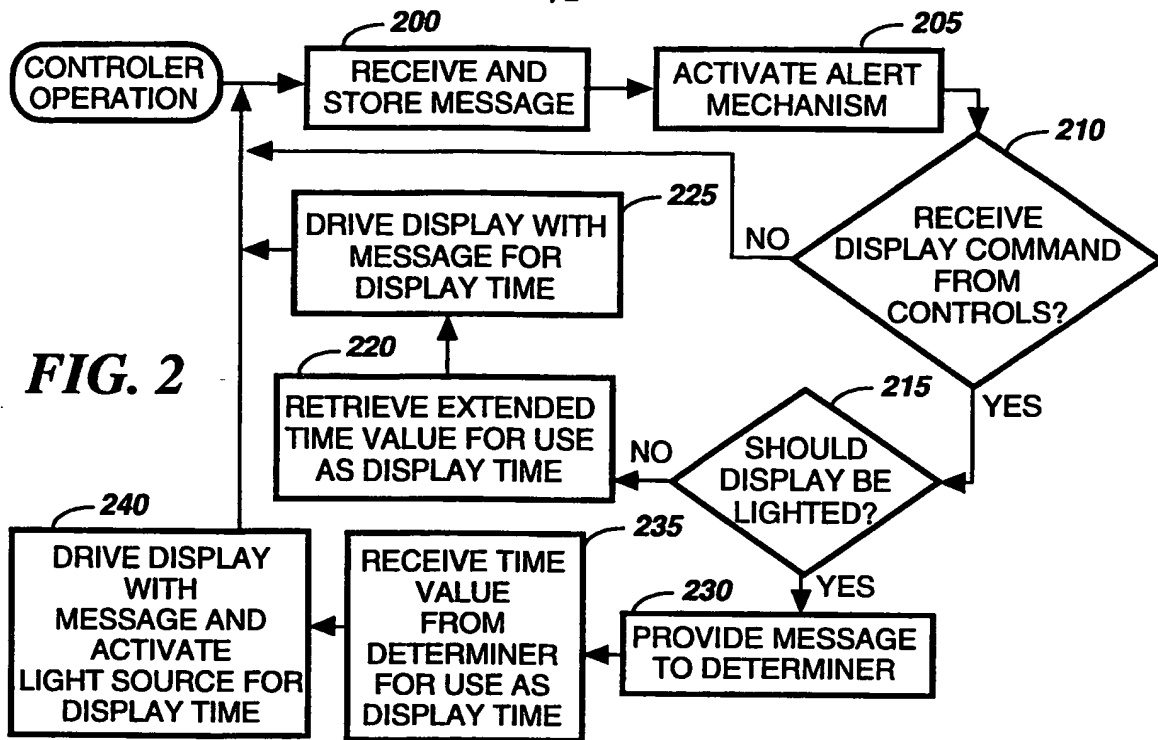 CONTROLER
OPERATION
200
RECEIVE AND
STORE MESSAGE
205
ACTIVATE ALERT
MECHANISM
210
RECEIVE
DISPLAY COMMAND
FROM
CONTROLS?
NO
YES
225
DRIVE DISPLAY WITH
MESSAGE FOR
DISPLAY TIME
FIG. 2
220
RETRIEVE EXTENDED
TIME VALUE FOR USE
AS DISPLAY TIME
215
SHOULD
DISPLAY BE
LIGHTED?
NO
YES
240
DRIVE DISPLAY
WITH
MESSAGE AND
ACTIVATE
LIGHT SOURCE FOR
DISPLAY TIME
235
RECEIVE TIME
VALUE
FROM
DETERMINER
FOR USE AS
DISPLAY TIME
230
PROVIDE MESSAGE
TO DETERMINER